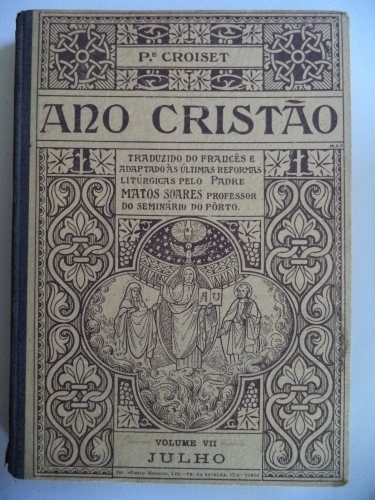 P.E CROISET
ANO CRISTÃO
TRADUZIDO DO FRANCÊS E
ADAPTADO ÀS ÚLTIMAS REFORMAS
LITÚRGICAS PELO PADRE
MATOS SOARES PROFESSOR
DO SEMINÁRIO DO PÔRTO.
A U
VOLUME VII
JULHO